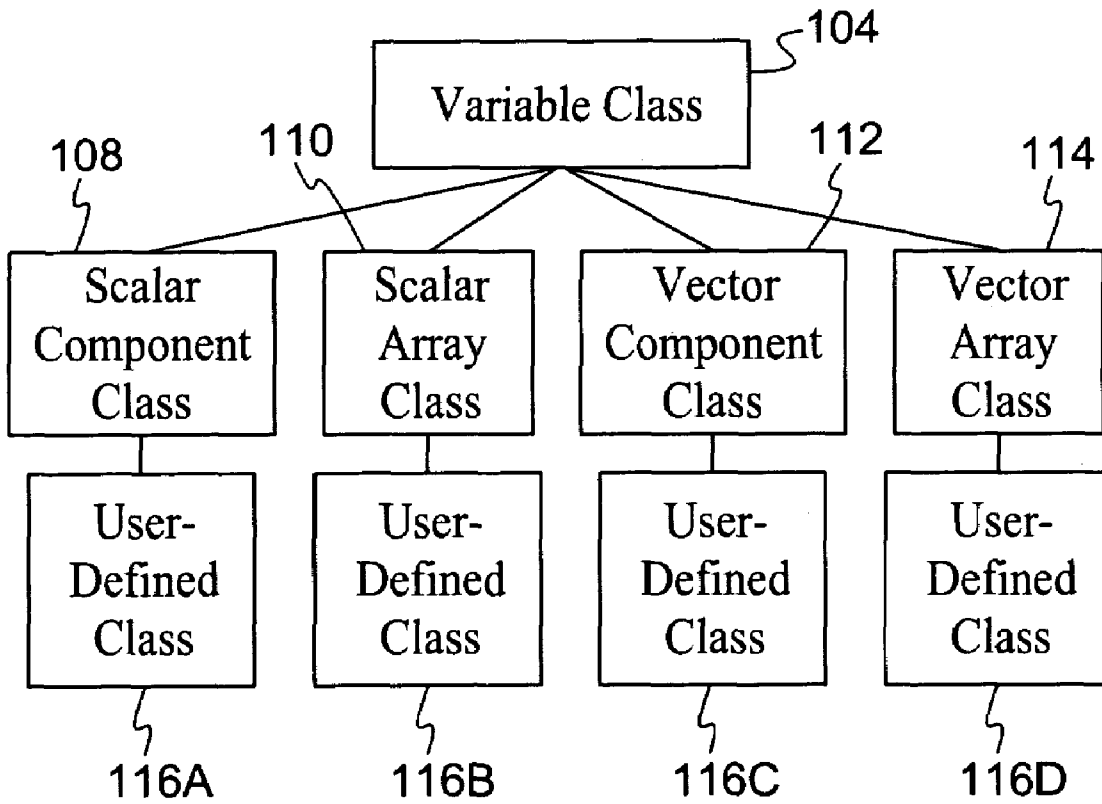 104
Variable Class
108
110
112
114
Scalar
Component
Class
Scalar
Array
Class
Vector
Component
Class
Vector
Array
Class
User-
Defined
Class
User-
Defined
Class
User-
Defined
Class
User-
Defined
Class
116A
116B
116C
116D